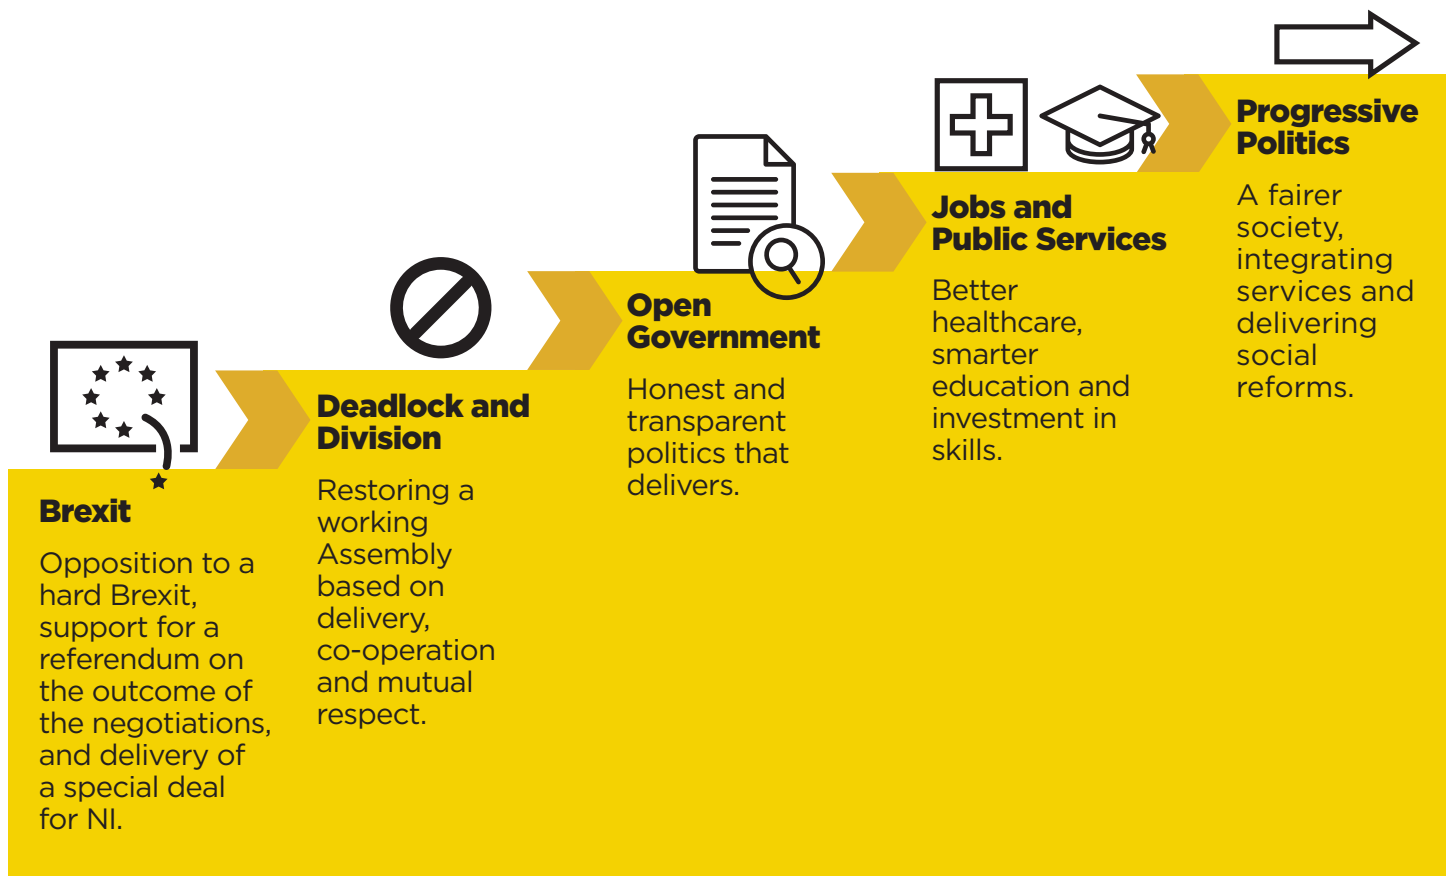 Brexit
Opposition to a
hard Brexit,
support for a
referendum on
the outcome of
the negotiations,
and delivery of
a special deal
for NI.
Deadlock and
Division
Restoring a
working
Assembly
based on
delivery,
co-operation
and mutual
respect.
Open
Government
Honest and
transparent
politics that
delivers.
Jobs and
Public Services
Better
healthcare,
smarter
education and
investment in
skills.
Progressive
Politics
A fairer
society,
integrating
services and
delivering
social
reforms.